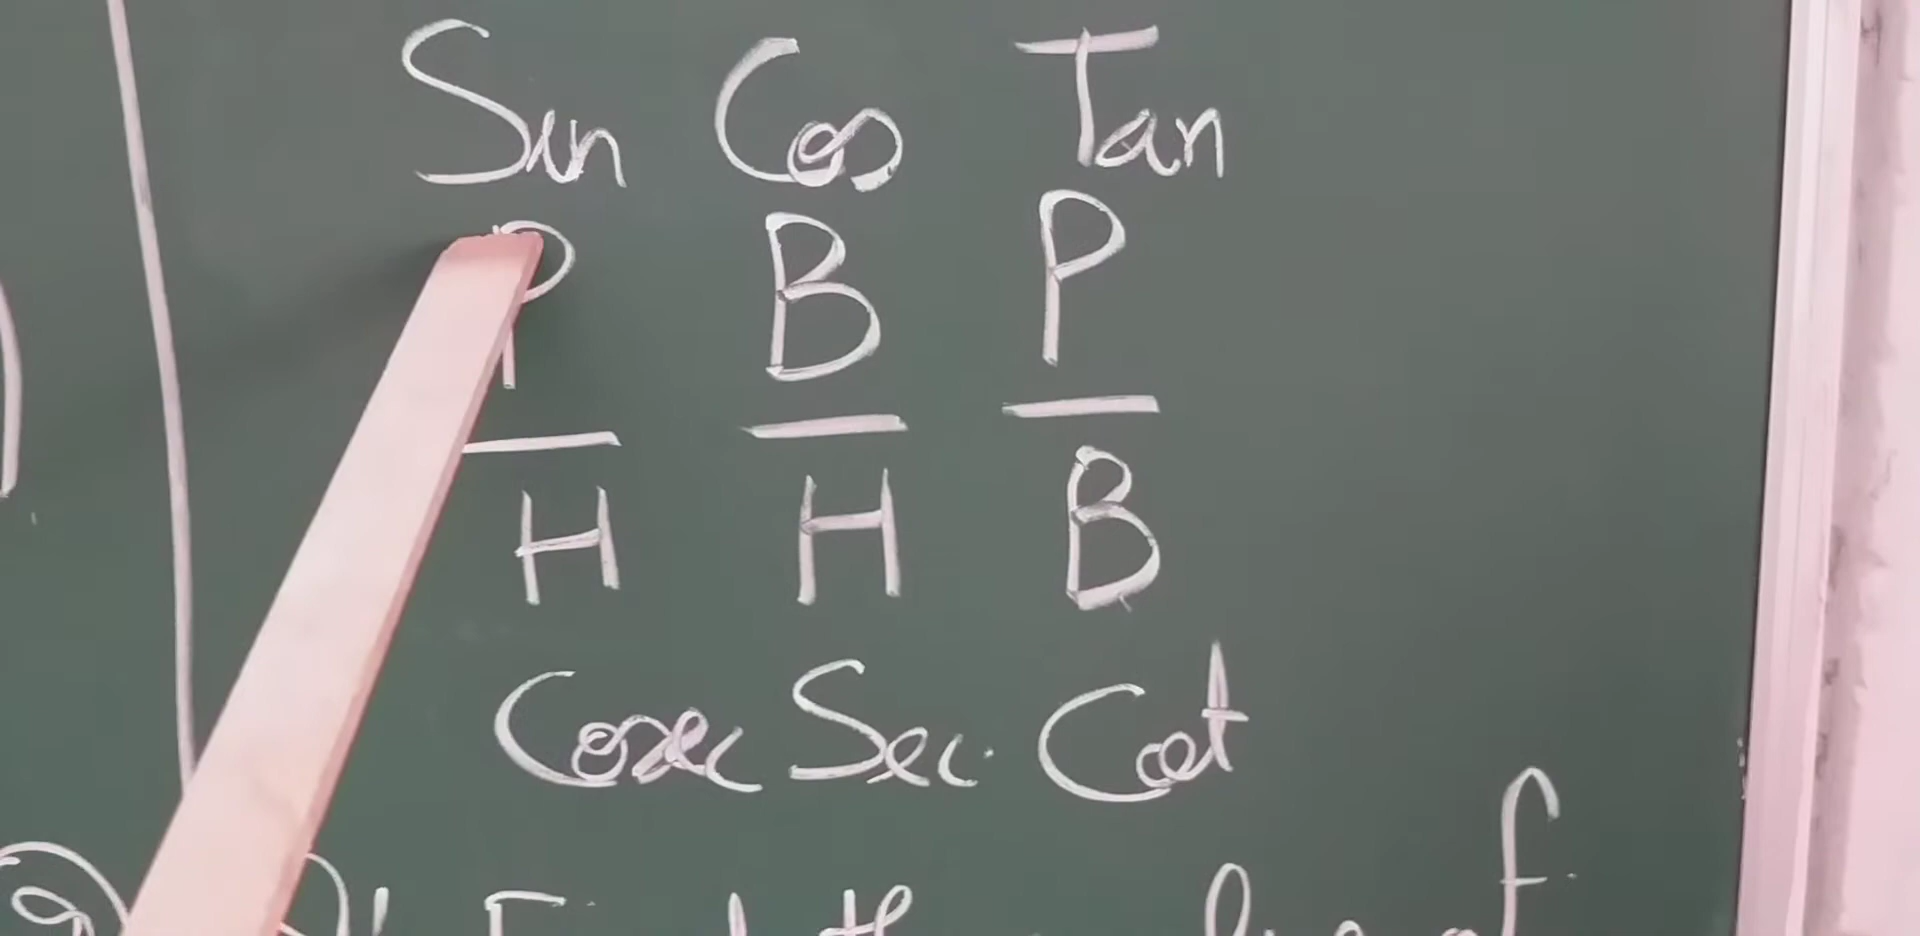 Sin Cos Tan
P B P
H H B
Cosec Sec. Cot